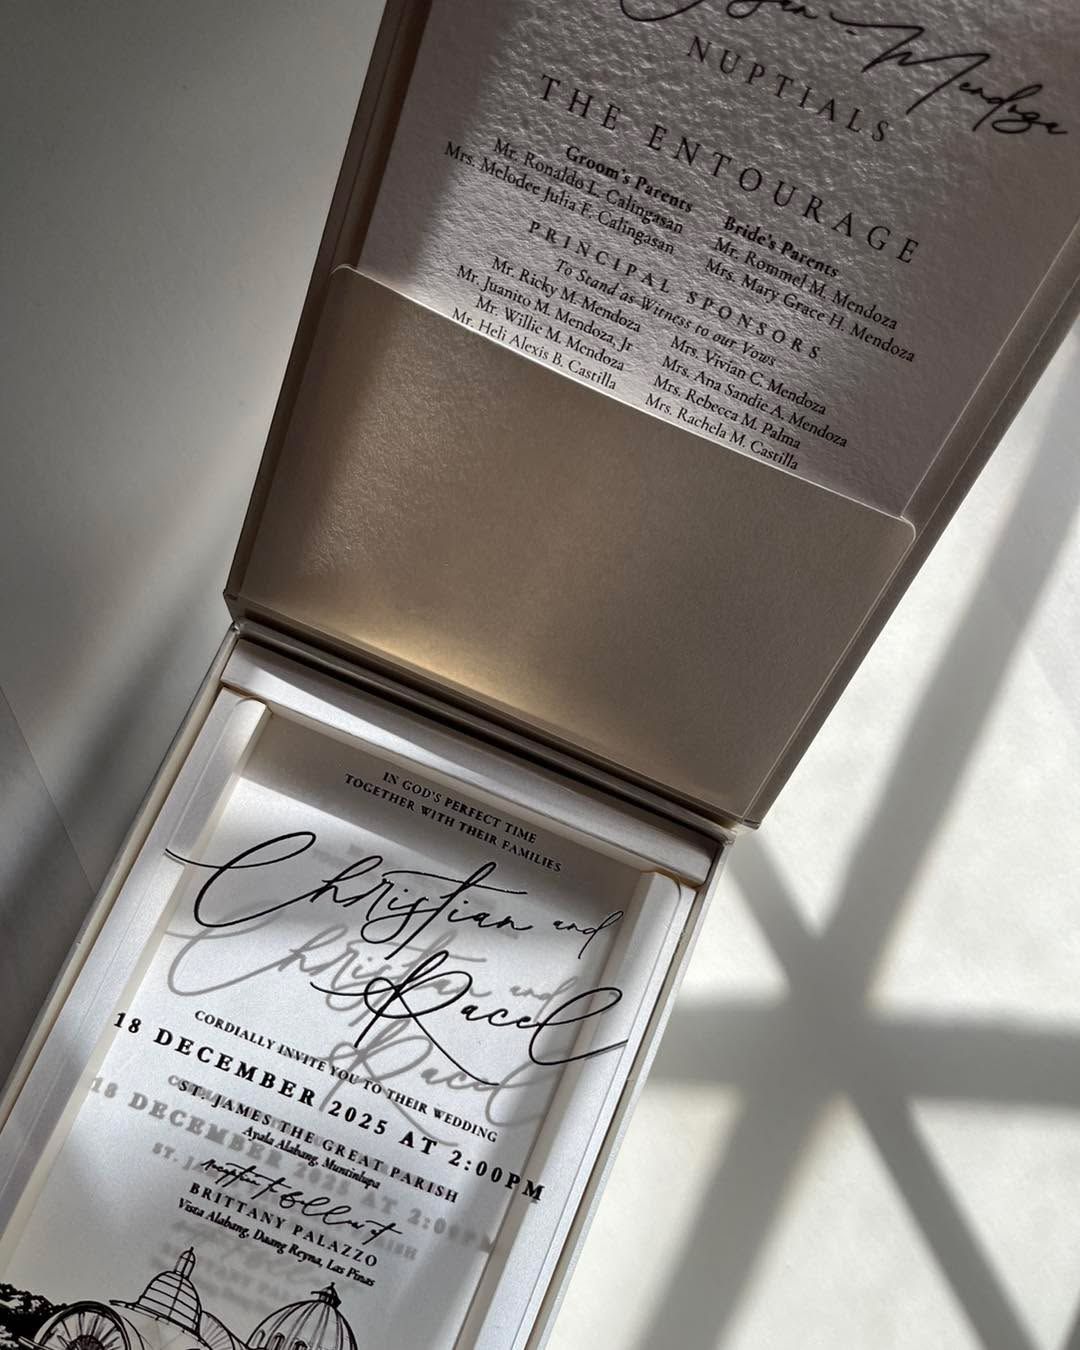 Mendoza
NUPTIALS
THE ENTOURAGE
Groom's Parents
Mr. Ronaldo L. Calingasan
Mrs. Melodee Julia F. Calingasan
Bride's Parents
Mr. Rommel M. Mendoza
Mrs. Mary Grace H. Mendoza
PRINCIPAL SPONSORS
To Stand as Witness to our Vows
Mr. Ricky M. Mendoza
Mr. Juanito M. Mendoza, Jr
Mr. Willie M. Mendoza
Mr. Heli Alexis B. Castilla
Mrs. Vivian C. Mendoza
Mrs. Ana Sandie A. Mendoza
Mrs. Rebecca M. Palma
Mrs. Rachela M. Castilla
IN GOD'S PERFECT TIME
TOGETHER WITH THEIR FAMILIES
Christian and
Racel
CORDIALLY INVITE YOU TO THEIR WEDDING
18 DECEMBER 2025 AT 2:00PM
ST. JAMES THE GREAT PARISH
Ayala Alabang, Muntinlupa
reception to follow at
BRITTANY PALAZZO
Vista Alabang, Daang Reyna, Las Pinas